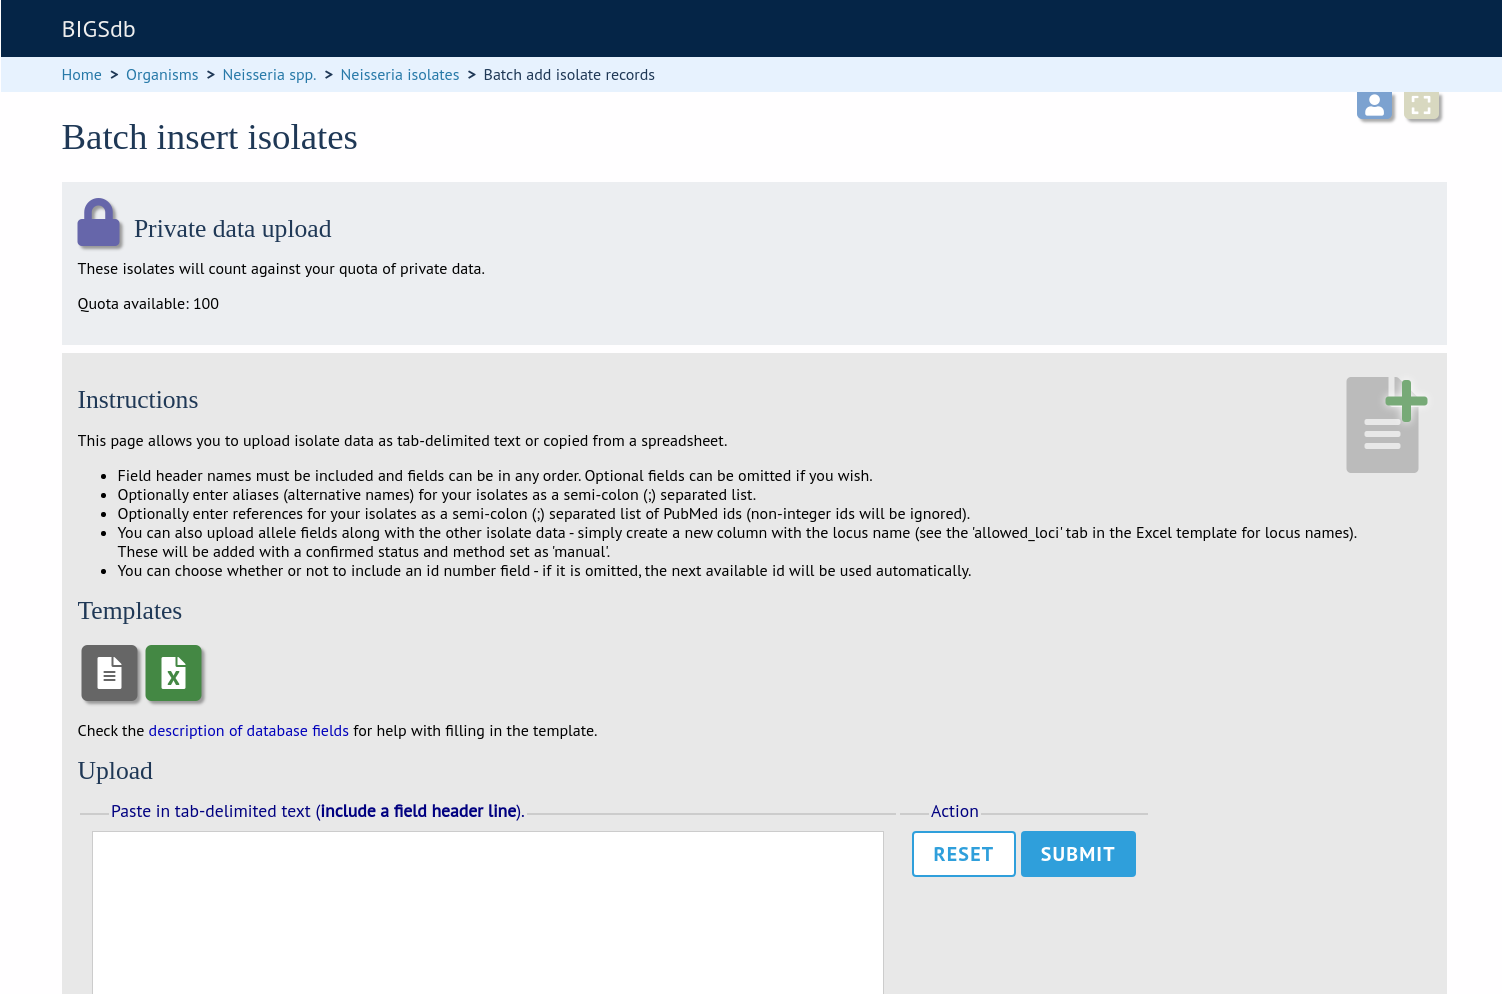 BIGSdb
Home > Organisms > Neisseria spp. > Neisseria isolates > Batch add isolate records
Batch insert isolates
Private data upload
These isolates will count against your quota of private data.
Quota available: 100
Instructions
This page allows you to upload isolate data as tab-delimited text or copied from a spreadsheet.
• Field header names must be included and fields can be in any order. Optional fields can be omitted if you wish.
• Optionally enter aliases (alternative names) for your isolates as a semi-colon (;) separated list.
• Optionally enter references for your isolates as a semi-colon (;) separated list of PubMed ids (non-integer ids will be ignored).
• You can also upload allele fields along with the other isolate data - simply create a new column with the locus name (see the 'allowed_loci' tab in the Excel template for locus names).
These will be added with a confirmed status and method set as 'manual'.
• You can choose whether or not to include an id number field - if it is omitted, the next available id will be used automatically.
Templates
Check the description of database fields for help with filling in the template.
Upload
Paste in tab-delimited text (include a field header line).
Action
RESET SUBMIT